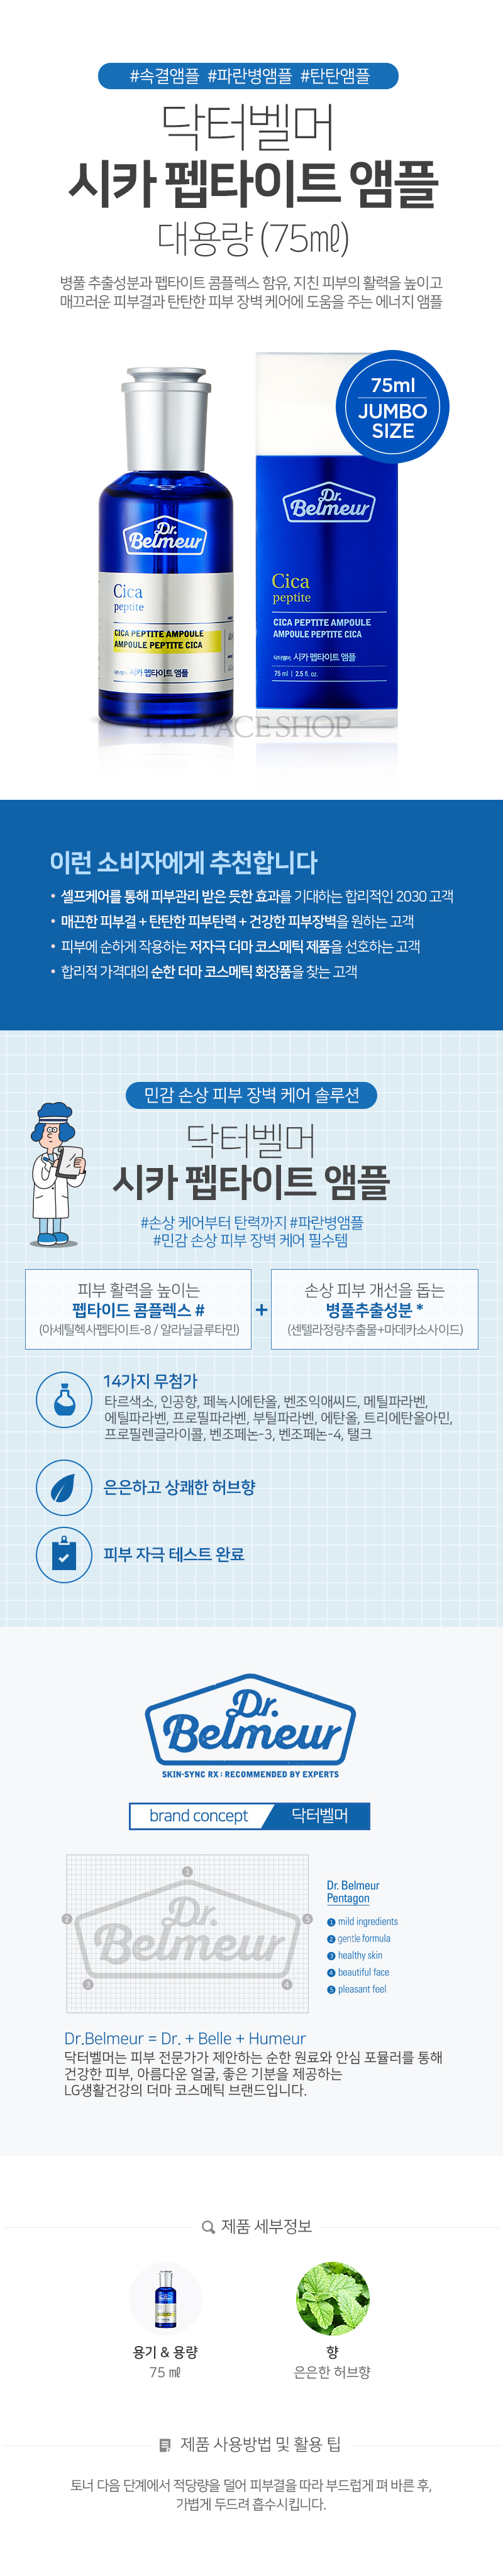 #속결앰플 #파란병앰플 #탄탄앰플
닥터벨머
시카 펩타이트 앰플
대용량 (75㎖)
병풀 추출성분과 펩타이트 콤플렉스 함유, 지친 피부의 활력을 높이고
매끄러운 피부결과 탄탄한 피부 장벽 케어에 도움을 주는 에너지 앰플
75ml
JUMBO
SIZE
Dr.
Belmeur
Cica
peptite
CICA PEPTITE AMPOULE
AMPOULE PEPTITE CICA
닥터벨머, 시카 펩타이트 앰플
Dr.
Belmeur
Cica
peptite
CICA PEPTITE AMPOULE
AMPOULE PEPTITE CICA
닥터벨머, 시카 펩타이트 앰플
75 ml | 2.5 fl. oz.
THE FACE SHOP
이런 소비자에게 추천합니다
• 셀프케어를 통해 피부관리 받은 듯한 효과를 기대하는 합리적인 2030 고객
• 매끈한 피부결 + 탄탄한 피부탄력 + 건강한 피부장벽을 원하는 고객
• 피부에 순하게 작용하는 저자극 더마 코스메틱 제품을 선호하는 고객
• 합리적 가격대의 순한 더마 코스메틱 화장품을 찾는 고객
민감 손상 피부 장벽 케어 솔루션
닥터벨머
시카 펩타이트 앰플
#손상 케어부터 탄력까지 #파란병앰플
#민감 손상 피부 장벽 케어 필수템
피부 활력을 높이는
펩타이드 콤플렉스 #
(아세틸헥사펩타이트-8 / 알라닐글루타민)
+
손상 피부 개선을 돕는
병풀추출성분 *
(센텔라정량추출물+마데카소사이드)
14가지 무첨가
타르색소, 인공향, 페녹시에탄올, 벤조익애씨드, 메틸파라벤,
에틸파라벤, 프로필파라벤, 부틸파라벤, 에탄올, 트리에탄올아민,
프로필렌글라이콜, 벤조페논-3, 벤조페논-4, 탤크
은은하고 상쾌한 허브향
피부 자극 테스트 완료
Dr.
Belmeur
SKIN-SYNC RX : RECOMMENDED BY EXPERTS
brand concept 닥터벨머
Dr.
Belmeur
1
2
3
4
5
Dr. Belmeur
Pentagon
1 mild ingredients
2 gentle formula
3 healthy skin
4 beautiful face
5 pleasant feel
Dr.Belmeur = Dr. + Belle + Humeur
닥터벨머는 피부 전문가가 제안하는 순한 원료와 안심 포뮬러를 통해
건강한 피부, 아름다운 얼굴, 좋은 기분을 제공하는
LG생활건강의 더마 코스메틱 브랜드입니다.
제품 세부정보
용기 & 용량
75 ㎖
향
은은한 허브향
제품 사용방법 및 활용 팁
토너 다음 단계에서 적당량을 덜어 피부결을 따라 부드럽게 펴 바른 후,
가볍게 두드려 흡수시킵니다.